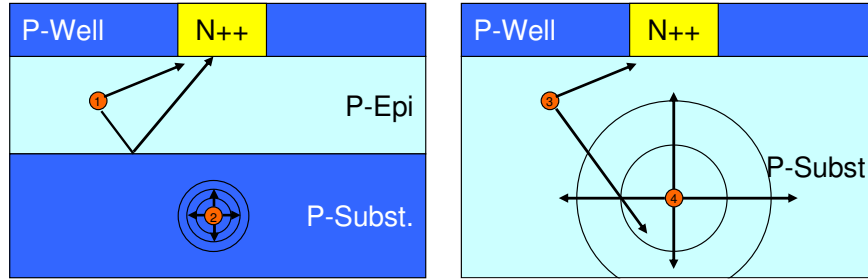 P-Well
N++
1
P-Epi
2
P-Subst.
P-Well
N++
3
P-Subst
4